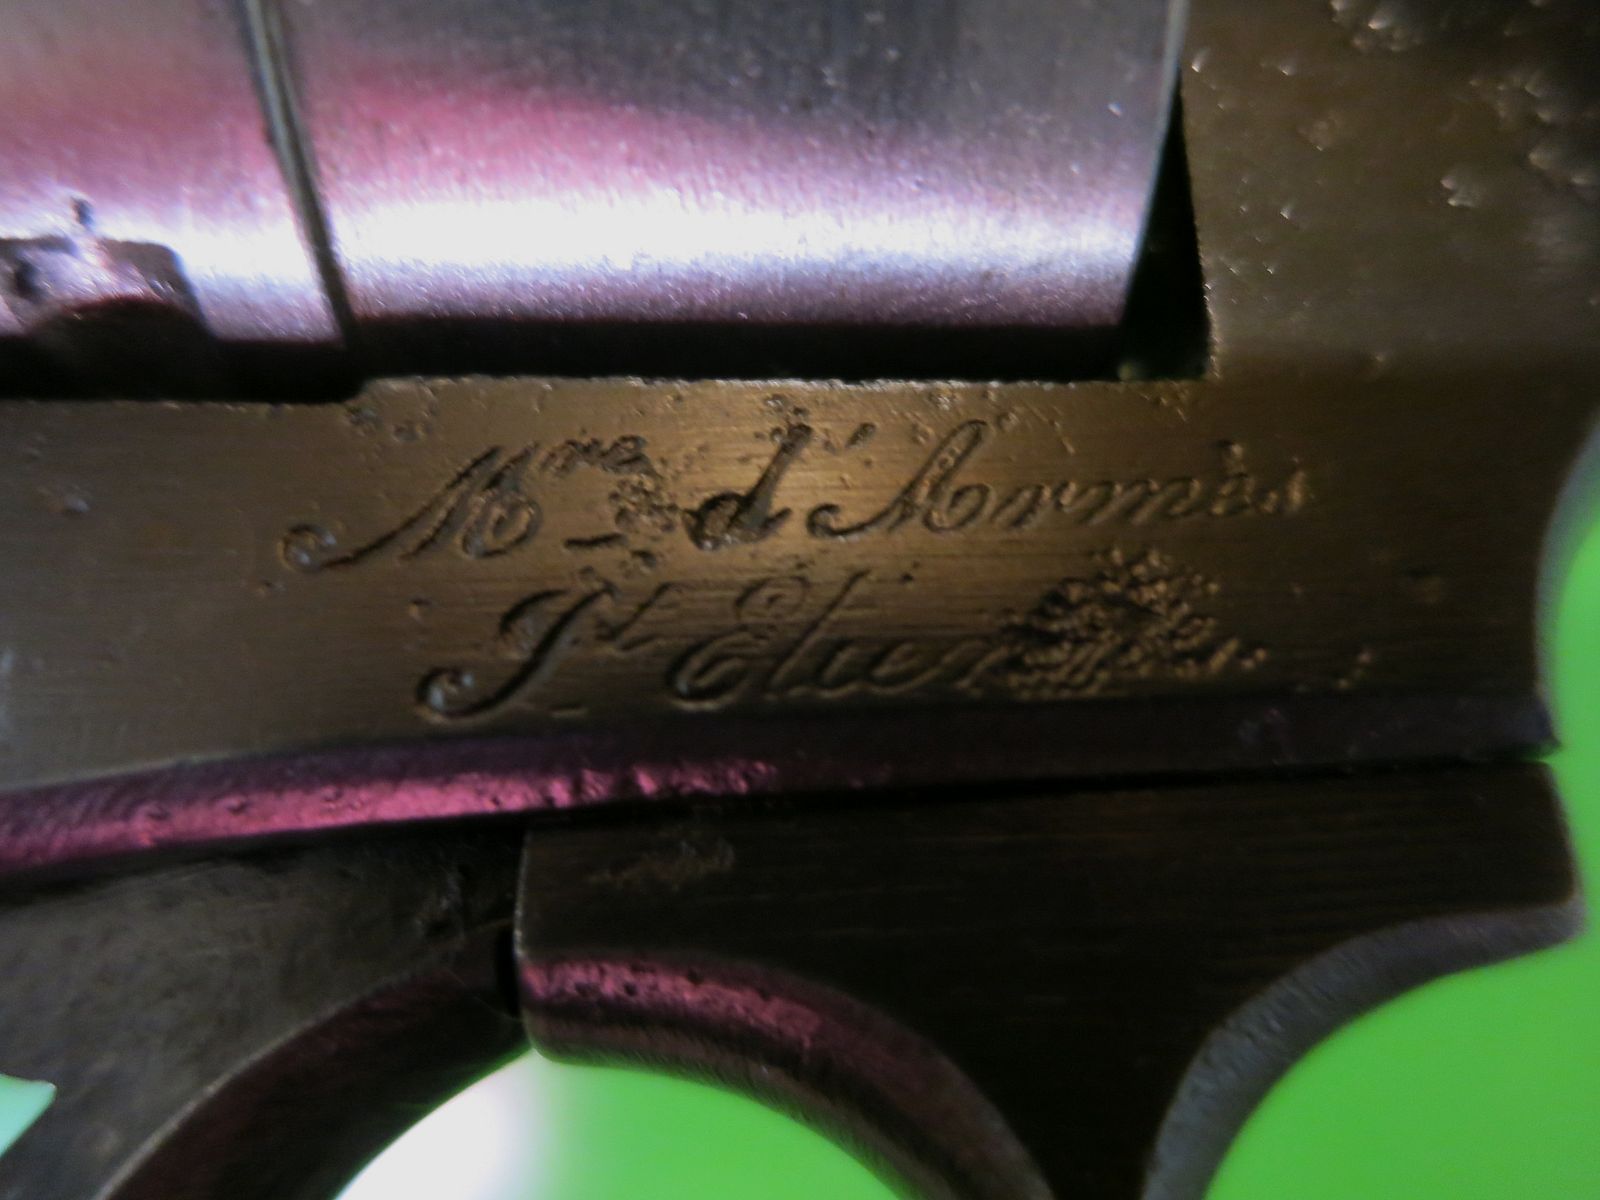 Mre d'Armes
St Etienne